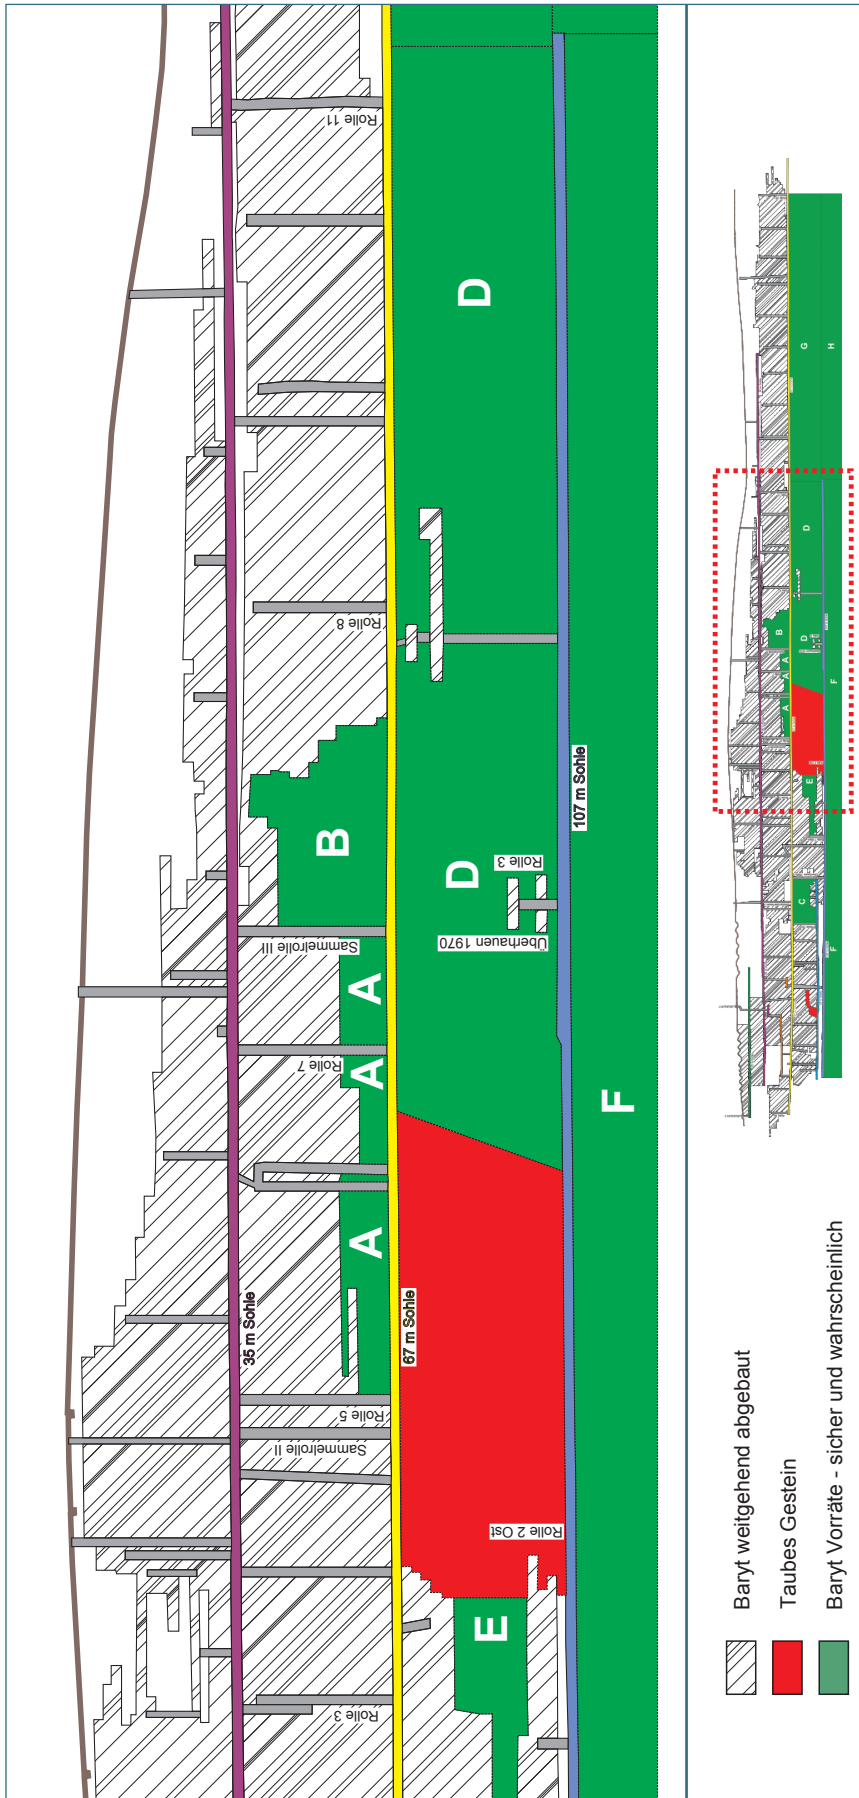 Rolle 11
Rolle 8
Sammelrolle III
Rolle 7
Rolle 5
Sammelrolle II
Rolle 3
35 m Sohle
67 m Sohle
107 m Sohle
Rolle 3
Überhauen 1970
Rolle 2 Ost
A
A
A
B
D
D
E
F
A
A
A
B
C
D
D
E
F
F
G
H
Baryt weitgehend abgebaut
Taubes Gestein
Baryt Vorräte - sicher und wahrscheinlich